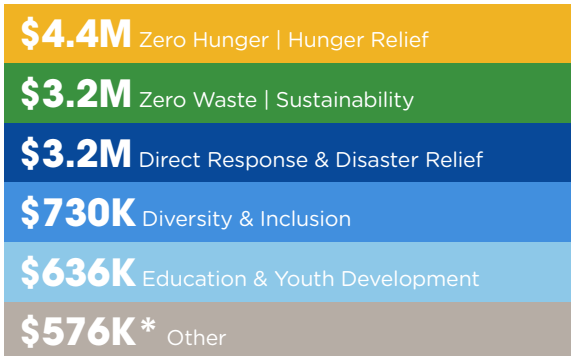 $4.4M Zero Hunger | Hunger Relief
$3.2M Zero Waste | Sustainability
$3.2M Direct Response & Disaster Relief
$730K Diversity & Inclusion
$636K Education & Youth Development
$576K* Other